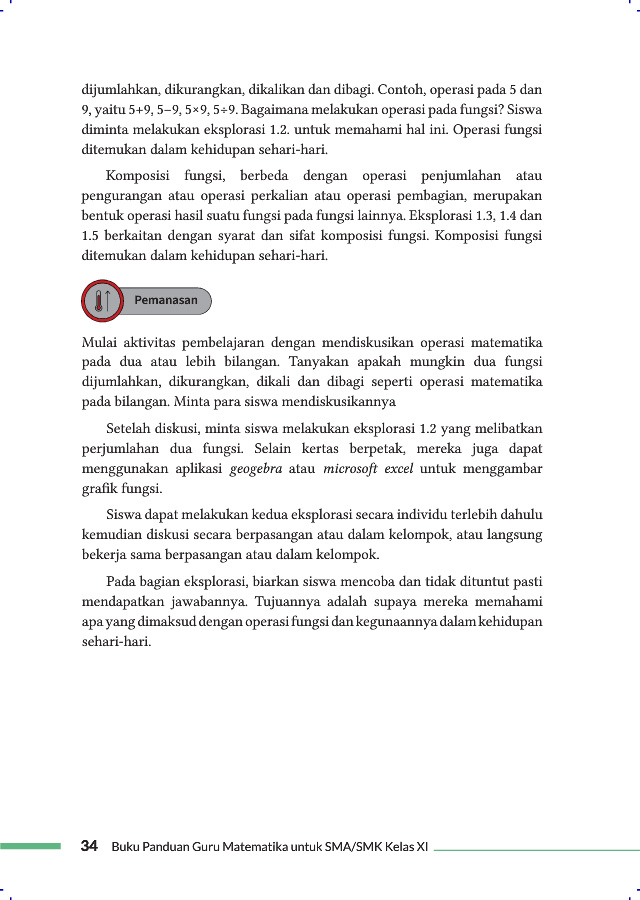 dijumlahkan, dikurangkan, dikalikan dan dibagi. Contoh, operasi pada 5 dan
9, yaitu 5+9, 5−9, 5×9, 5÷9. Bagaimana melakukan operasi pada fungsi? Siswa
diminta melakukan eksplorasi 1.2. untuk memahami hal ini. Operasi fungsi
ditemukan dalam kehidupan sehari-hari.
Komposisi fungsi, berbeda dengan operasi penjumlahan atau
pengurangan atau operasi perkalian atau operasi pembagian, merupakan
bentuk operasi hasil suatu fungsi pada fungsi lainnya. Eksplorasi 1.3, 1.4 dan
1.5 berkaitan dengan syarat dan sifat komposisi fungsi. Komposisi fungsi
ditemukan dalam kehidupan sehari-hari.
Pemanasan
Mulai aktivitas pembelajaran dengan mendiskusikan operasi matematika
pada dua atau lebih bilangan. Tanyakan apakah mungkin dua fungsi
dijumlahkan, dikurangkan, dikali dan dibagi seperti operasi matematika
pada bilangan. Minta para siswa mendiskusikannya
Setelah diskusi, minta siswa melakukan eksplorasi 1.2 yang melibatkan
perjumlahan dua fungsi. Selain kertas berpetak, mereka juga dapat
menggunakan aplikasi geogebra atau microsoft excel untuk menggambar
grafik fungsi.
Siswa dapat melakukan kedua eksplorasi secara individu terlebih dahulu
kemudian diskusi secara berpasangan atau dalam kelompok, atau langsung
bekerja sama berpasangan atau dalam kelompok.
Pada bagian eksplorasi, biarkan siswa mencoba dan tidak dituntut pasti
mendapatkan jawabannya. Tujuannya adalah supaya mereka memahami
apa yang dimaksud dengan operasi fungsi dan kegunaannya dalam kehidupan
sehari-hari.
34 Buku Panduan Guru Matematika untuk SMA/SMK Kelas XI